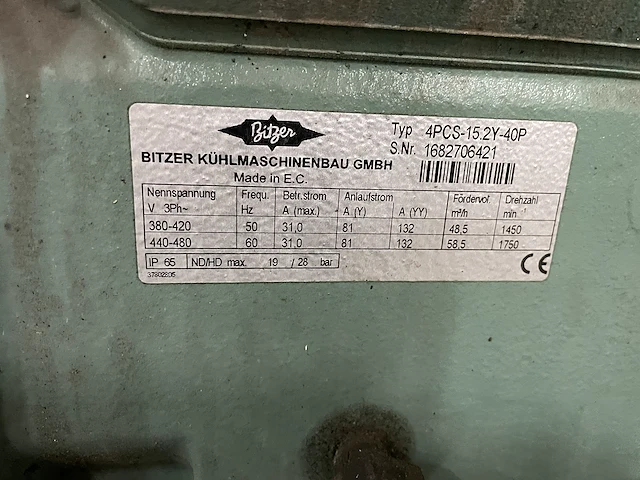 Bitzer
BITZER KÜHLMASCHINENBAU GMBH
Made in E.C.
Typ 4PCS-15.2Y-40P
S.Nr. 1682706421
Nennspannung Frequ. Betr.strom Anlaufstrom Fördervol. Drehzahl
V 3Ph~ Hz A (max.) A (Y) A (YY) m³/h min⁻¹
380-420 50 31,0 81 132 48,5 1450
440-480 60 31,0 81 132 58,5 1750
IP 65 ND/HD max. 19 / 28 bar
CE